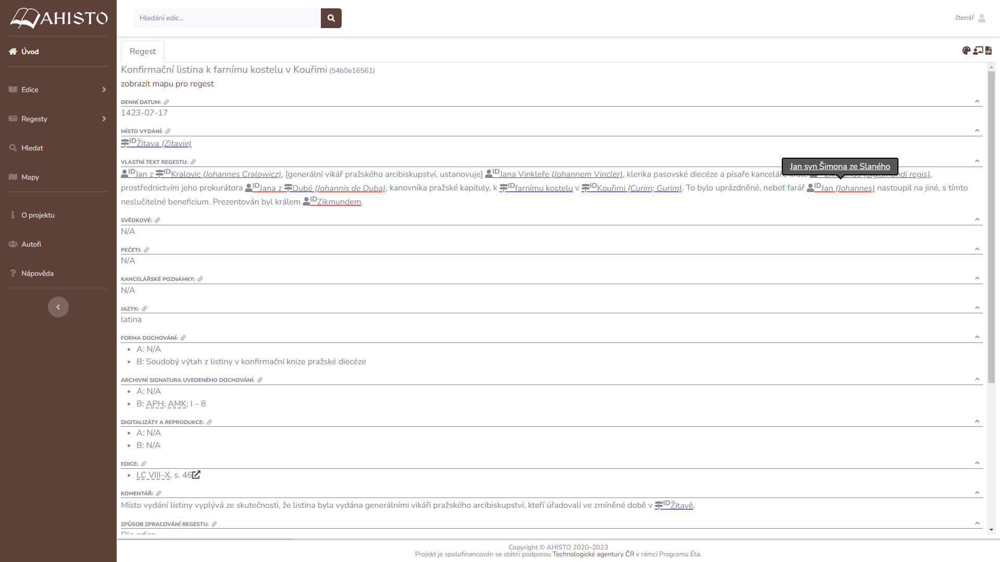 AHISTO
Hledání edic...
čtenář
Úvod
Edice
Regesty
Hledat
Mapy
O projektu
Autoři
Nápověda
Regest
Konfirmační listina k farnímu kostelu v Kouřimi (54b0e16561)
zobrazit mapu pro regest
DENNÍ DATUM:
1423-07-17
MÍSTO VYDÁNÍ:
IDŽitava (Zitavie)
VLASTNÍ TEXT REGESTU:
Jan syn Šimona ze Slaného
IDJan z IDKralovic (Johannes Cralowicz), [generální vikář pražského arcibiskupství, ustanovuje] IDJana Vinkleře (Johannem Vincler), klerika pasovské diecéze a písaře kanceláře krále regis),
prostřednictvím jeho prokurátora IDJana z IDDubé (Johannis de Duba), kanovníka pražské kapituly, k IDfarnímu kostelu v IDKouřimi (Curim; Gurim). To bylo uprázdněné, neboť farář IDJan (Johannes) nastoupil na jiné, s tímto
neslučitelné beneficium. Prezentován byl králem IDZikmundem.
SVĚDKOVÉ:
N/A
PEČETI:
N/A
KANCELÁŘSKÉ POZNÁMKY:
N/A
JAZYK:
latina
FORMA DOCHOVÁNÍ:
• A: N/A
• B: Soudobý výtah z listiny v konfirmační knize pražské diecéze
ARCHIVNÍ SIGNATURA UVEDENÉHO DOCHOVÁNÍ:
• A: N/A
• B: APH; AMK; I – 8
DIGITALIZÁTY A REPRODUKCE:
• A: N/A
• B: N/A
EDICE:
• LC VIII–X, s. 46
KOMENTÁŘ:
Místo vydání listiny vyplývá ze skutečnosti, že listina byla vydána generálními vikáři pražského arcibiskupství, kteří úřadovali ve zmíněné době v IDŽitavě.
ZPŮSOB ZPRACOVÁNÍ REGESTU:
Dle edice
Copyright © AHISTO 2020–2023
Projekt je spolufinancován se státní podporou Technologické agentury ČR v rámci Programu Éta.